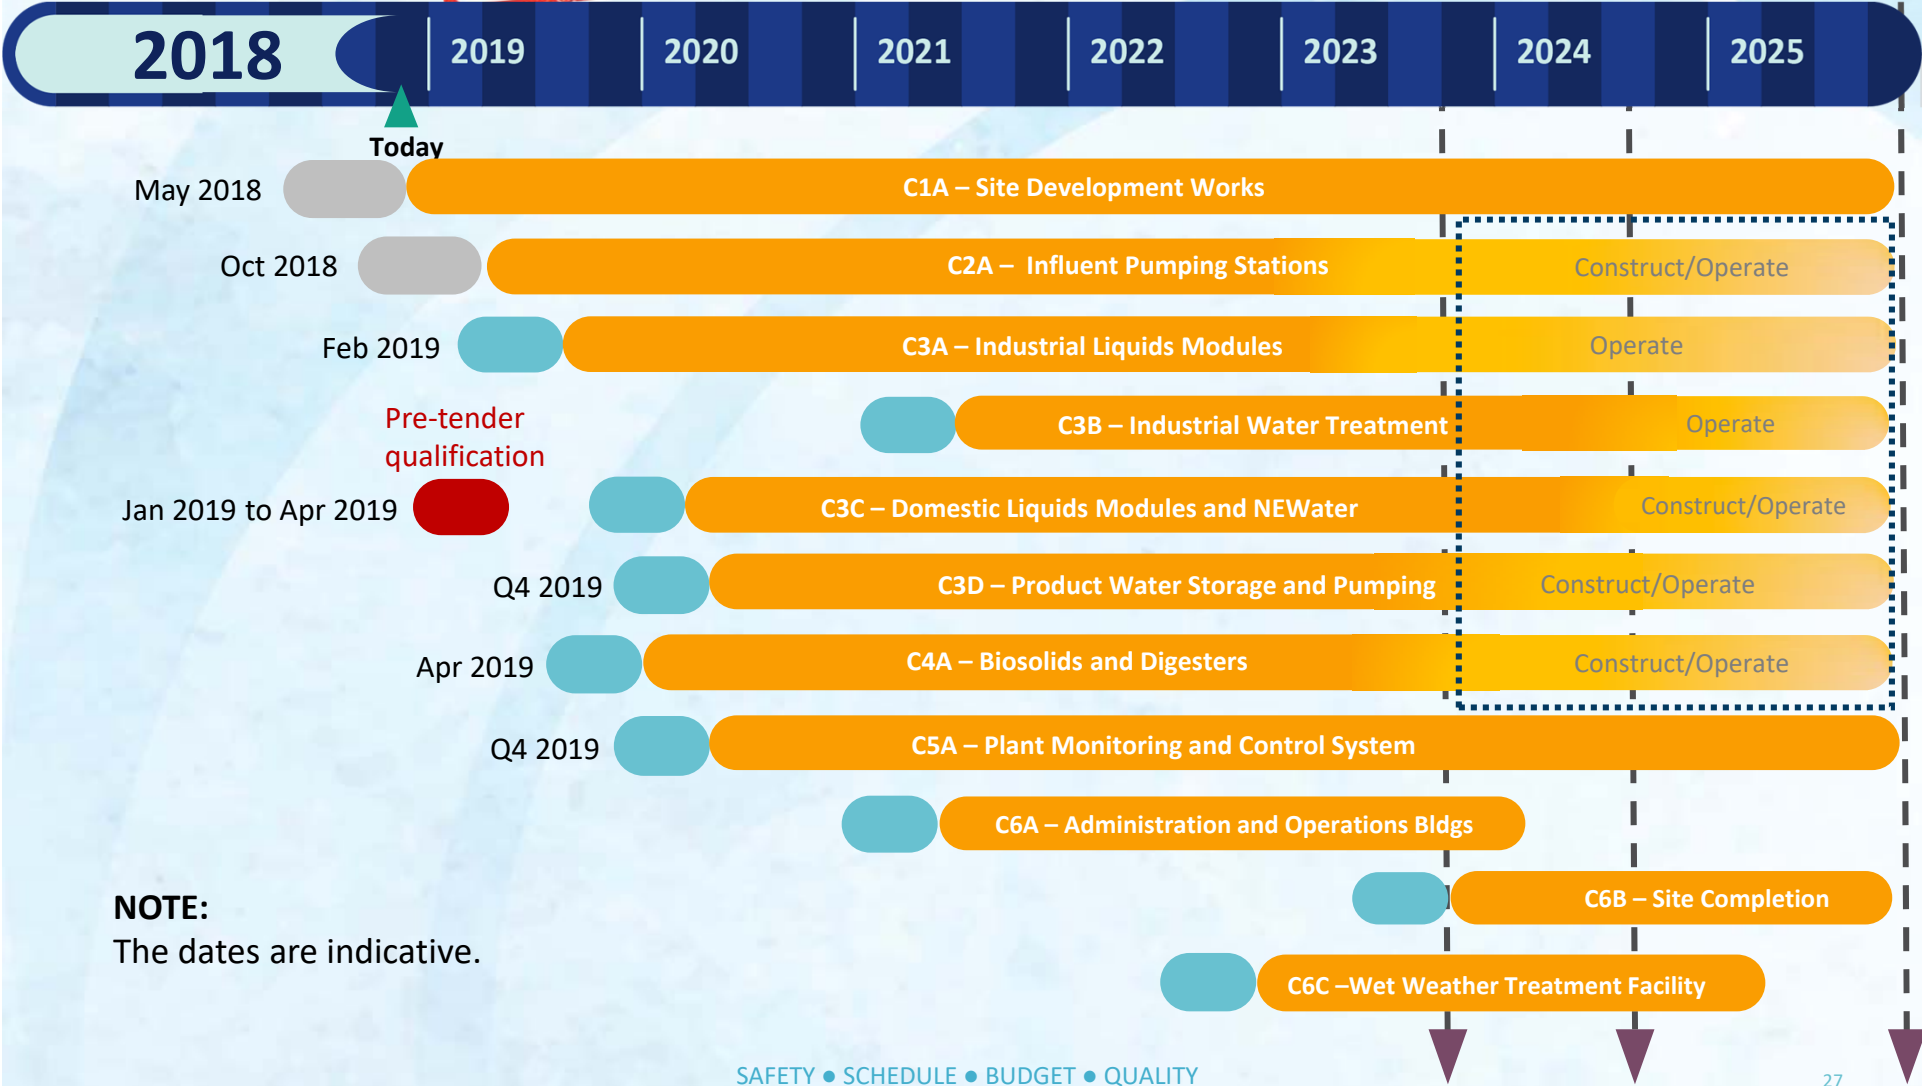 2018
2019
2020
2021
2022
2023
2024
2025
Today
May 2018
C1A – Site Development Works
Oct 2018
C2A – Influent Pumping Stations
Construct/Operate
Feb 2019
C3A – Industrial Liquids Modules
Operate
Pre-tender
qualification
C3B – Industrial Water Treatment
Operate
Jan 2019 to Apr 2019
C3C – Domestic Liquids Modules and NEWater
Construct/Operate
Q4 2019
C3D – Product Water Storage and Pumping
Construct/Operate
Apr 2019
C4A – Biosolids and Digesters
Construct/Operate
Q4 2019
C5A – Plant Monitoring and Control System
C6A – Administration and Operations Bldgs
C6B – Site Completion
NOTE:
The dates are indicative.
C6C –Wet Weather Treatment Facility
SAFETY ● SCHEDULE ● BUDGET ● QUALITY
27